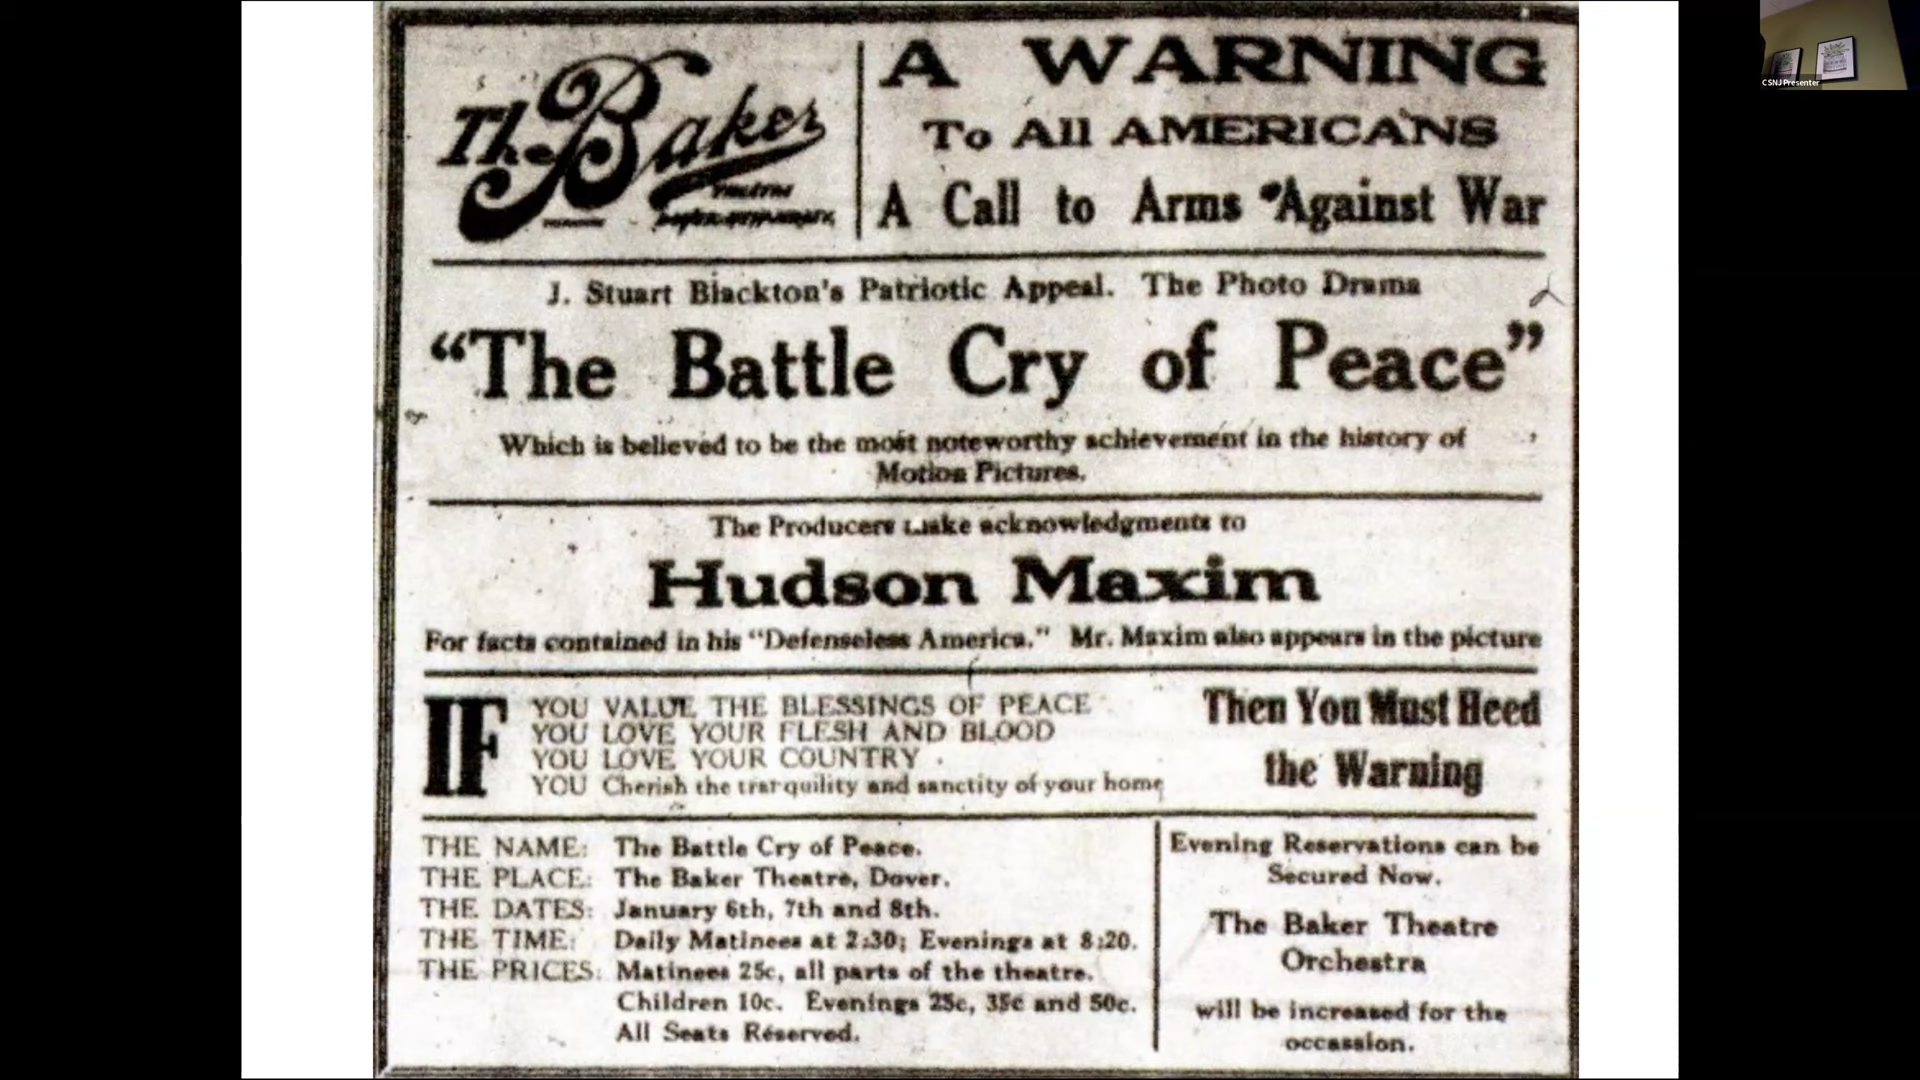 The Baker
A WARNING
To All AMERICANS
A Call to Arms Against War
J. Stuart Blackton's Patriotic Appeal. The Photo Drama
“The Battle Cry of Peace”
Which is believed to be the most noteworthy achievement in the history of
Motion Pictures.
The Producers make acknowledgments to
Hudson Maxim
For facts contained in his “Defenseless America.” Mr. Maxim also appears in the picture
IF
YOU VALUE THE BLESSINGS OF PEACE
YOU LOVE YOUR FLESH AND BLOOD
YOU LOVE YOUR COUNTRY
YOU Cherish the tranquility and sanctity of your home
Then You Must Heed
the Warning
THE NAME: The Battle Cry of Peace.
THE PLACE: The Baker Theatre, Dover.
THE DATES: January 6th, 7th and 8th.
THE TIME: Daily Matinees at 2:30; Evenings at 8:20.
THE PRICES: Matinees 25c, all parts of the theatre.
Children 10c. Evenings 25c, 35c and 50c.
All Seats Reserved.
Evening Reservations can be
Secured Now.
The Baker Theatre
Orchestra
will be increased for the
occassion.
CSNJ Presenter